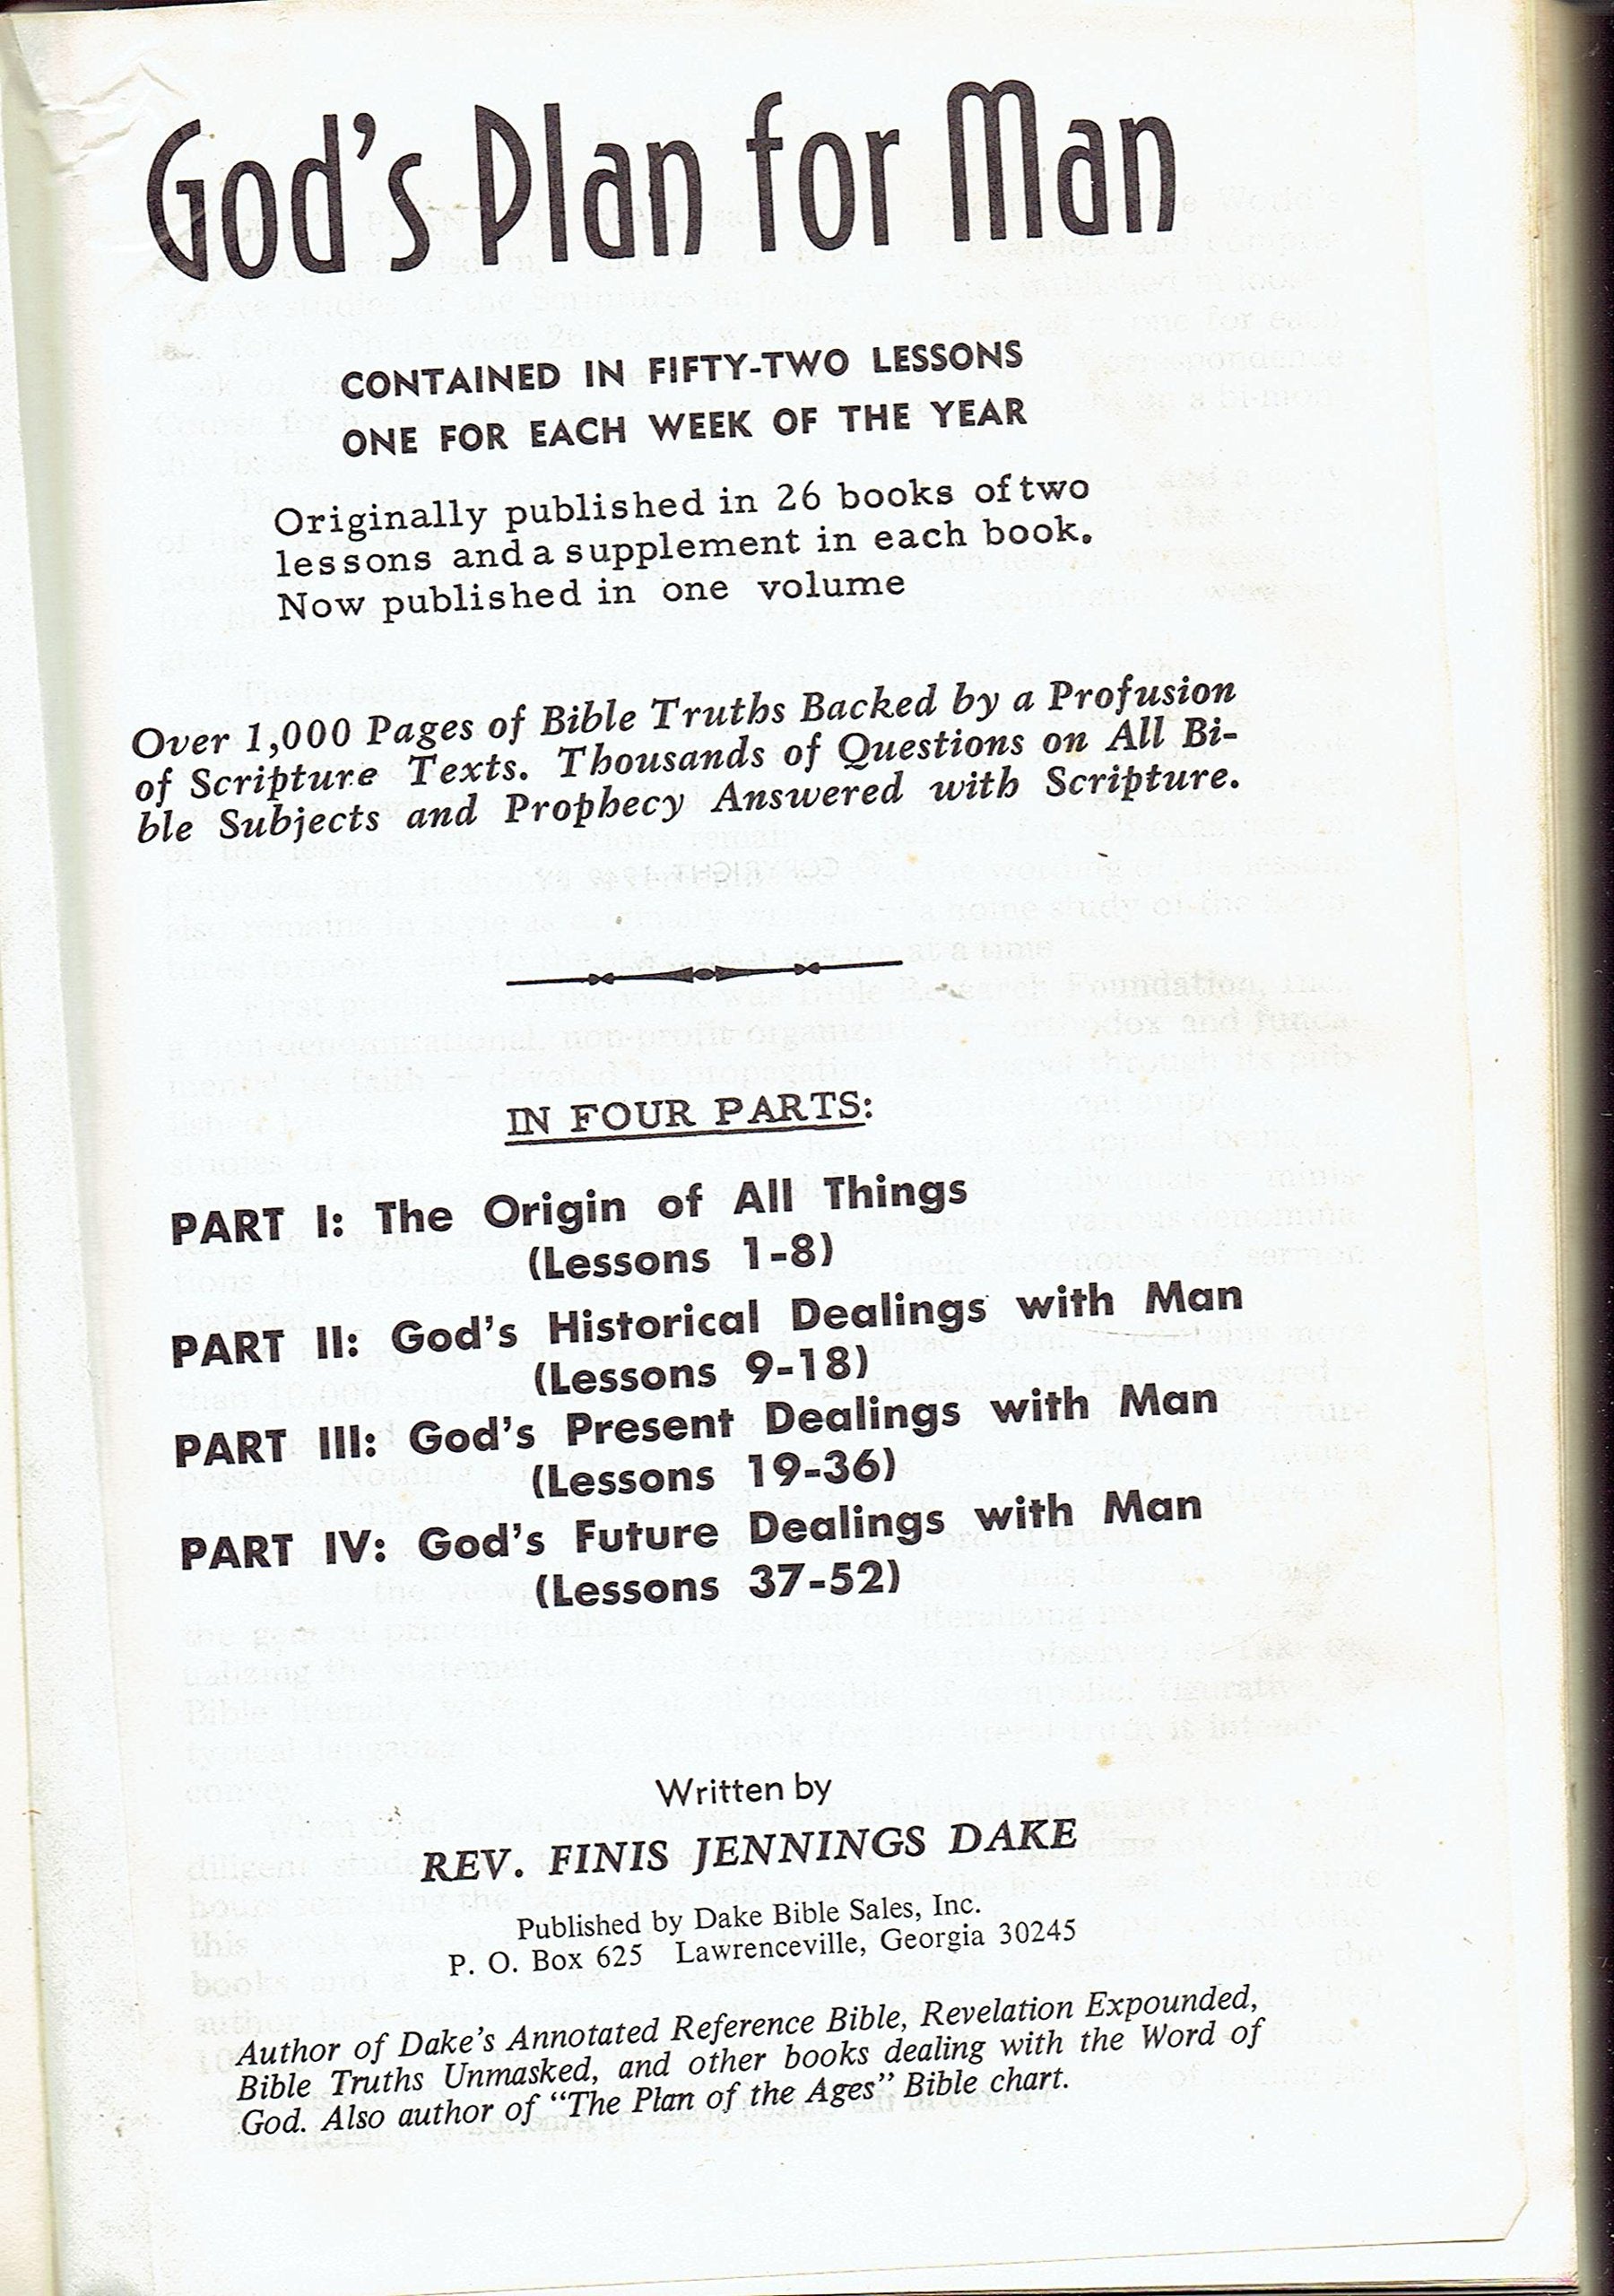 God's Plan for Man
CONTAINED IN FIFTY-TWO LESSONS
ONE FOR EACH WEEK OF THE YEAR
Originally published in 26 books of two
lessons and a supplement in each book.
Now published in one volume
Over 1,000 Pages of Bible Truths Backed by a Profusion
of Scripture Texts. Thousands of Questions on All Bi-
ble Subjects and Prophecy Answered with Scripture.
IN FOUR PARTS:
PART I: The Origin of All Things
(Lessons 1-8)
PART II: God's Historical Dealings with Man
(Lessons 9-18)
PART III: God's Present Dealings with Man
(Lessons 19-36)
PART IV: God's Future Dealings with Man
(Lessons 37-52)
Written by
REV. FINIS JENNINGS DAKE
Published by Dake Bible Sales, Inc.
P. O. Box 625 Lawrenceville, Georgia 30245
Author of Dake's Annotated Reference Bible, Revelation Expounded,
Bible Truths Unmasked, and other books dealing with the Word of
God. Also author of "The Plan of the Ages" Bible chart.